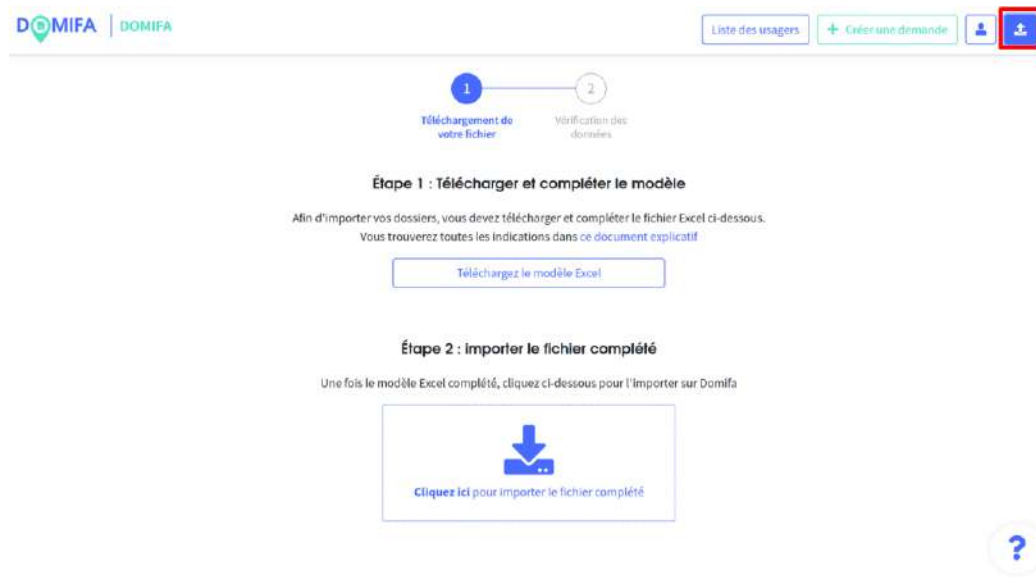 DOMIFA DOMIFA
Liste des usagers + Créer une demande
1 2
Téléchargement de votre fichier
Vérification des données
Étape 1 : Télécharger et compléter le modèle
Afin d'importer vos dossiers, vous devez télécharger et compléter le fichier Excel ci-dessous.
Vous trouverez toutes les indications dans ce document explicatif
Téléchargez le modèle Excel
Étape 2 : importer le fichier complété
Une fois le modèle Excel complété, cliquez ci-dessous pour l'importer sur Domifa
Cliquez ici pour importer le fichier complété
?